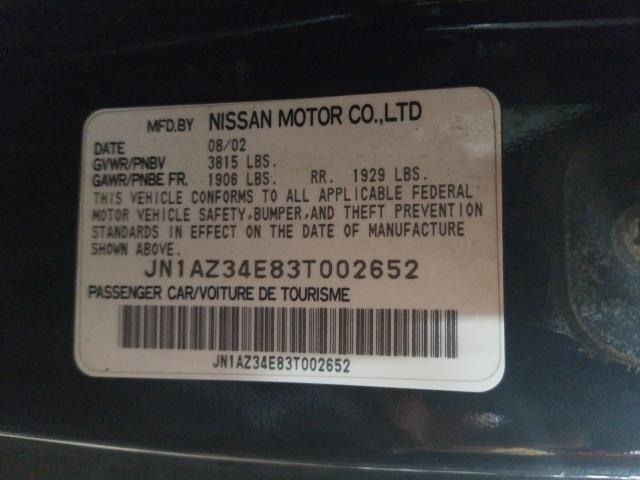 MFD.BY NISSAN MOTOR CO.,LTD
DATE 08/02
GVWR/PNBV 3815 LBS.
GAWR/PNBE FR. 1906 LBS. RR. 1929 LBS.
THIS VEHICLE CONFORMS TO ALL APPLICABLE FEDERAL
MOTOR VEHICLE SAFETY,BUMPER,AND THEFT PREVENTION
STANDARDS IN EFFECT ON THE DATE OF MANUFACTURE
SHOWN ABOVE.
JN1AZ34E83T002652
PASSENGER CAR/VOITURE DE TOURISME
JN1AZ34E83T002652